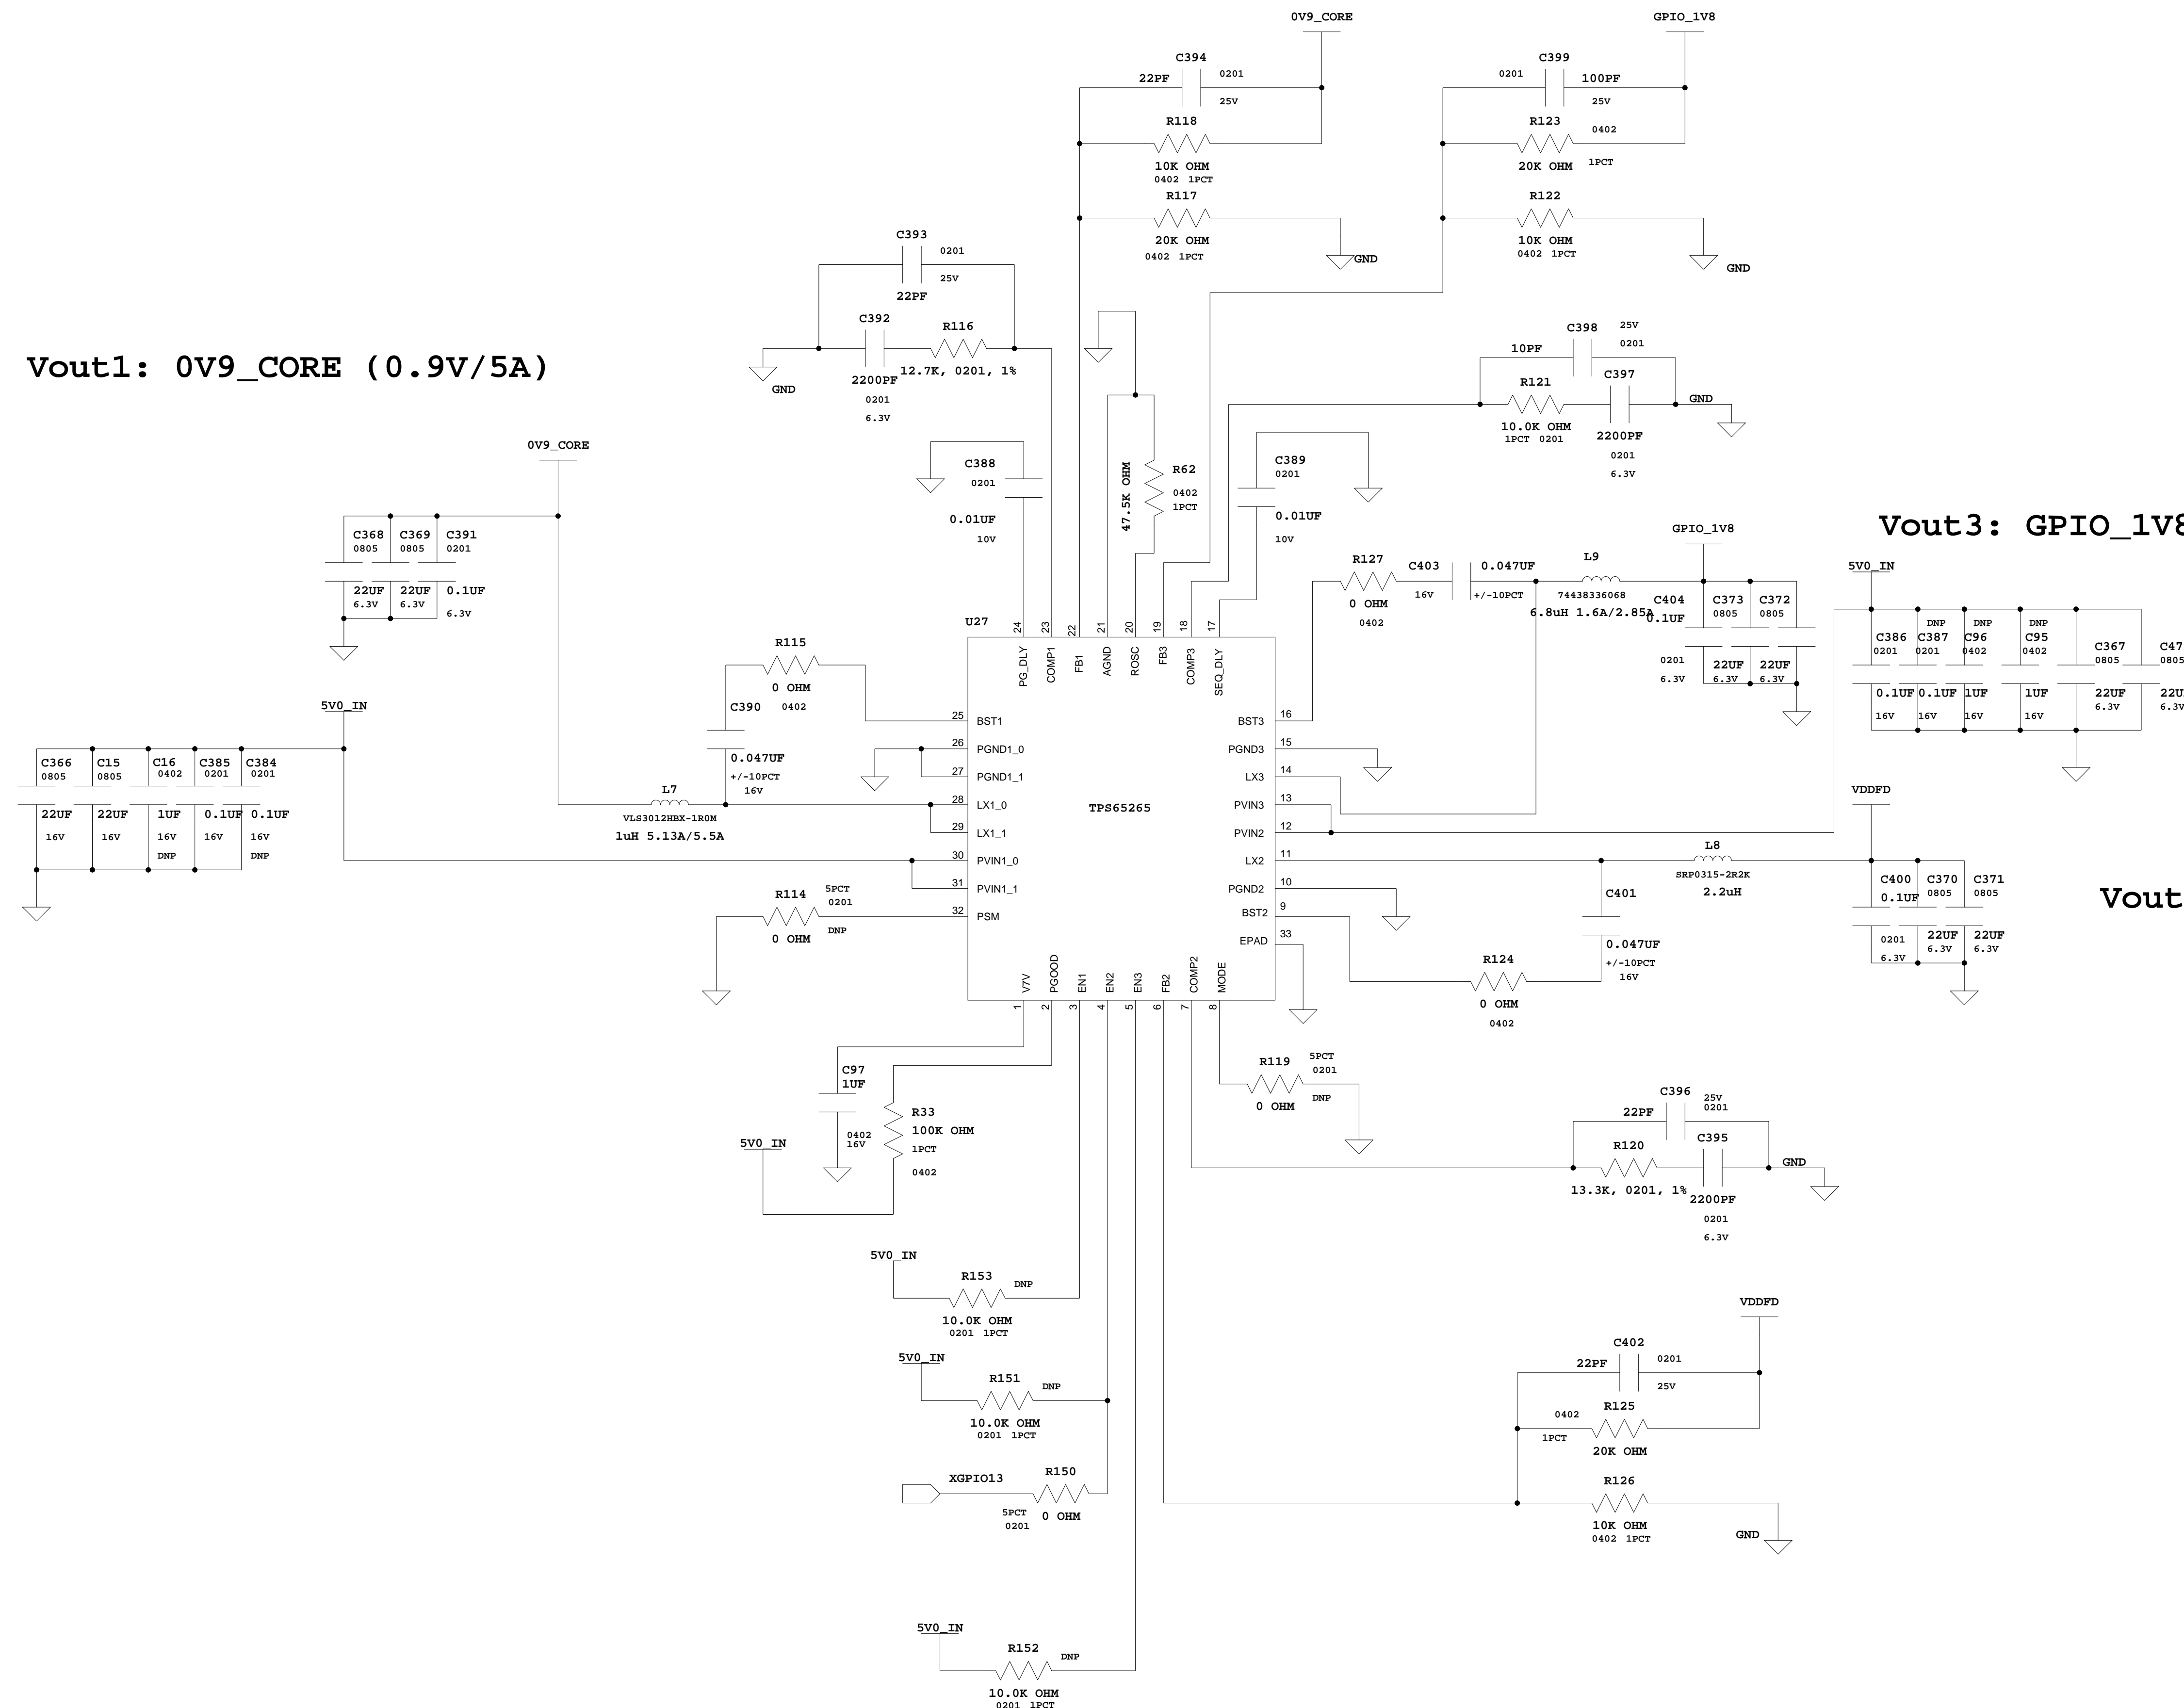 0V9_CORE
GPIO_1V8
C394
22PF
0201
25V
R118
10K OHM
0402 1PCT
R117
20K OHM
0402 1PCT
GND
C399
0201
100PF
25V
R123
0402
20K OHM
1PCT
R122
10K OHM
0402 1PCT
GND
C393
0201
25V
22PF
C392
R116
2200PF
12.7K, 0201, 1%
0201
6.3V
GND
Vout1: 0V9_CORE (0.9V/5A)
C398
25V
0201
10PF
R121
C397
GND
10.0K OHM
1PCT 0201
2200PF
0201
6.3V
0V9_CORE
C368
0805
C369
0805
C391
0201
22UF
6.3V
22UF
6.3V
0.1UF
6.3V
C388
0201
0.01UF
10V
47.5K OHM
R62
0402
1PCT
C389
0201
0.01UF
10V
R127
0 OHM
0402
C403
16V
0.047UF
+/-10PCT
L9
74438336068
6.8uH 1.6A/2.85A
GPIO_1V8
C404
0.1UF
0201
6.3V
C373
0805
22UF
6.3V
C372
0805
22UF
6.3V
Vout3: GPIO_1V8
5V0_IN
C386
0201
0.1UF
16V
DNP
C387
0201
0.1UF
16V
DNP
C96
0402
1UF
16V
DNP
C95
0402
1UF
16V
C367
0805
22UF
6.3V
C47
0805
22U
6.3V
5V0_IN
C366
0805
22UF
16V
C15
0805
22UF
16V
C16
0402
1UF
16V
DNP
C385
0201
0.1UF
16V
C384
0201
0.1UF
16V
DNP
R115
0 OHM
0402
C390
0.047UF
+/-10PCT
16V
L7
VLS3012HBX-1R0M
1uH 5.13A/5.5A
R114
5PCT
0201
0 OHM
DNP
U27
TPS65265
24 PG_DLY
23 COMP1
22 FB1
21 AGND
20 ROSC
19 FB3
18 COMP3
17 SEQ_DLY
25 BST1
26 PGND1_0
27 PGND1_1
28 LX1_0
29 LX1_1
30 PVIN1_0
31 PVIN1_1
32 PSM
BST3 16
PGND3 15
LX3 14
PVIN3 13
PVIN2 12
LX2 11
PGND2 10
BST2 9
EPAD 33
1 V7V
2 PGOOD
3 EN1
4 EN2
5 EN3
6 FB2
7 COMP2
8 MODE
VDDFD
L8
SRP0315-2R2K
2.2uH
C401
0.047UF
+/-10PCT
16V
R124
0 OHM
0402
C400
0.1UF
0201
6.3V
C370
0805
22UF
6.3V
C371
0805
22UF
6.3V
Vout
C97
1UF
0402
16V
R33
100K OHM
1PCT
0402
5V0_IN
R119
5PCT
0201
0 OHM
DNP
C396
25V
0201
22PF
R120
C395
GND
13.3K, 0201, 1%
2200PF
0201
6.3V
5V0_IN
R153
DNP
10.0K OHM
0201 1PCT
5V0_IN
R151
DNP
10.0K OHM
0201 1PCT
XGPIO13
R150
5PCT
0201
0 OHM
VDDFD
C402
22PF
0201
25V
0402
R125
1PCT
20K OHM
R126
10K OHM
0402 1PCT
GND
5V0_IN
R152
DNP
10.0K OHM
0201 1PCT